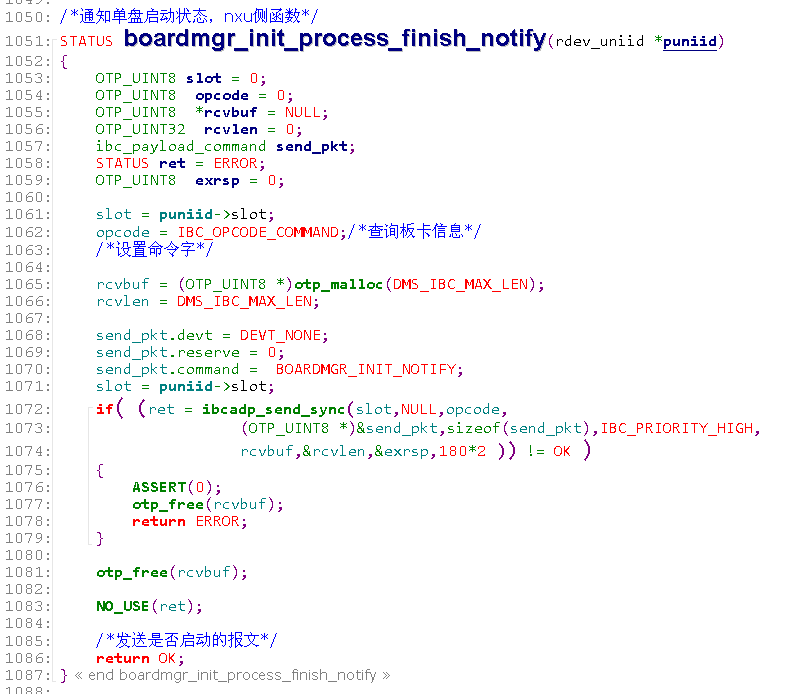 1050: /*通知单盘启动状态，nxu侧函数*/
1051: STATUS boardmgr_init_process_finish_notify(rdev_uniid *puniid)
1052: {
1053: OTP_UINT8 slot = 0;
1054: OTP_UINT8 opcode = 0;
1055: OTP_UINT8 *rcvbuf = NULL;
1056: OTP_UINT32 rcvlen = 0;
1057: ibc_payload_command send_pkt;
1058: STATUS ret = ERROR;
1059: OTP_UINT8 exrsp = 0;
1060:
1061: slot = puniid->slot;
1062: opcode = IBC_OPCODE_COMMAND;/*查询板卡信息*/
1063: /*设置命令字*/
1064:
1065: rcvbuf = (OTP_UINT8 *)otp_malloc(DMS_IBC_MAX_LEN);
1066: rcvlen = DMS_IBC_MAX_LEN;
1067:
1068: send_pkt.devt = DEVT_NONE;
1069: send_pkt.reserve = 0;
1070: send_pkt.command = BOARDMGR_INIT_NOTIFY;
1071: slot = puniid->slot;
1072: if( (ret = ibcadp_send_sync(slot,NULL,opcode,
1073: (OTP_UINT8 *)&send_pkt,sizeof(send_pkt),IBC_PRIORITY_HIGH,
1074: rcvbuf,&rcvlen,&exrsp,180*2 )) != OK )
1075: {
1076: ASSERT(0);
1077: otp_free(rcvbuf);
1078: return ERROR;
1079: }
1080:
1081: otp_free(rcvbuf);
1082:
1083: NO_USE(ret);
1084:
1085: /*发送是否启动的报文*/
1086: return OK;
1087: } « end boardmgr_init_process_finish_notify »